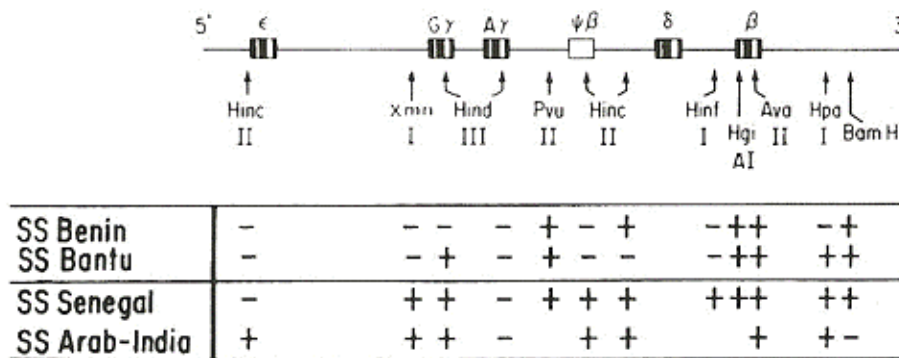 5' ε Gγ Aγ ψβ δ β 3
Hinc Xmn Hind Pvu Hinc Hinf Ava Hpa
II I III II II I Hgi II I Bam H
AI
SS Benin - - - - + - + - + + - +
SS Bantu - - + - + - - - + + + +
SS Senegal - + + - + + + + + + + +
SS Arab-India + + + - + + + + -